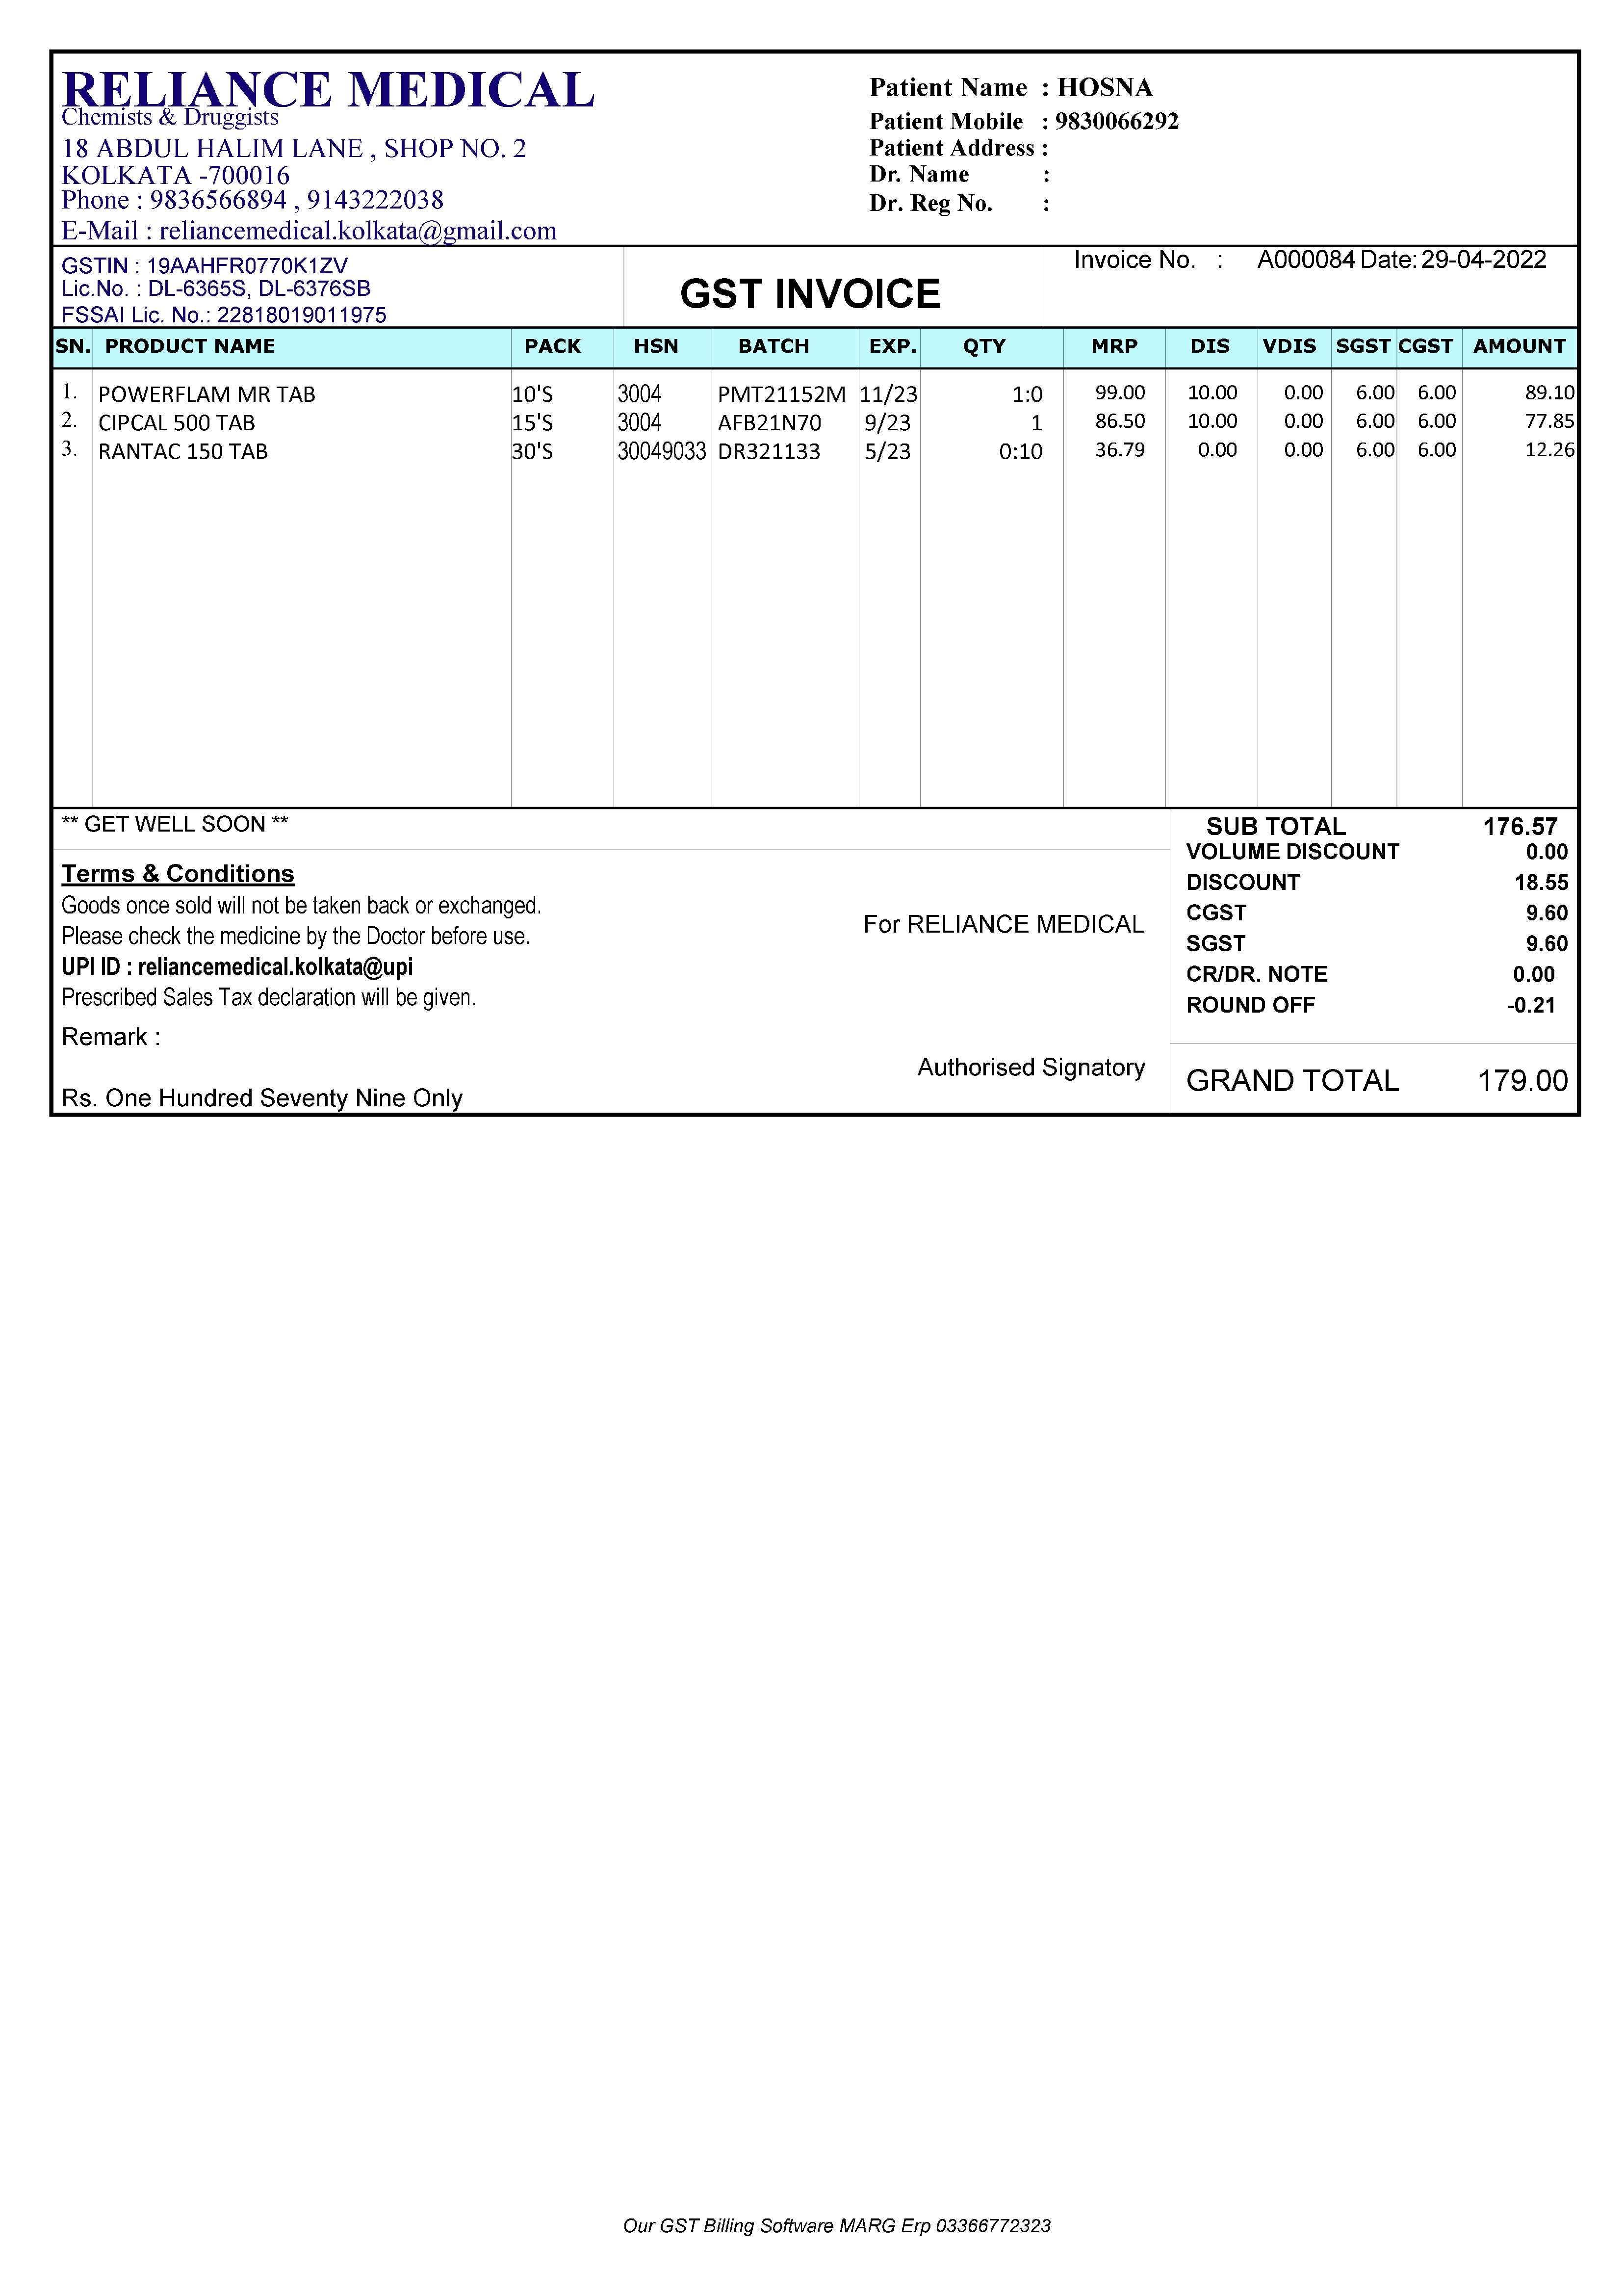 RELIANCE MEDICAL
Chemists & Druggists
18 ABDUL HALIM LANE , SHOP NO. 2
KOLKATA -700016
Phone : 9836566894 , 9143222038
E-Mail : reliancemedical.kolkata@gmail.com
Patient Name : HOSNA
Patient Mobile : 9830066292
Patient Address :
Dr. Name :
Dr. Reg No. :
GSTIN : 19AAHFR0770K1ZV
Lic.No. : DL-6365S, DL-6376SB
FSSAI Lic. No.: 22818019011975
GST INVOICE
Invoice No. : A000084 Date: 29-04-2022
SN. PRODUCT NAME PACK HSN BATCH EXP. QTY MRP DIS VDIS SGST CGST AMOUNT
1. POWERFLAM MR TAB 10'S 3004 PMT21152M 11/23 1:0 99.00 10.00 0.00 6.00 6.00 89.10
2. CIPCAL 500 TAB 15'S 3004 AFB21N70 9/23 1 86.50 10.00 0.00 6.00 6.00 77.85
3. RANTAC 150 TAB 30'S 30049033 DR321133 5/23 0:10 36.79 0.00 0.00 6.00 6.00 12.26
** GET WELL SOON **
Terms & Conditions
Goods once sold will not be taken back or exchanged.
Please check the medicine by the Doctor before use.
UPI ID : reliancemedical.kolkata@upi
Prescribed Sales Tax declaration will be given.
Remark :
Rs. One Hundred Seventy Nine Only
For RELIANCE MEDICAL
Authorised Signatory
SUB TOTAL 176.57
VOLUME DISCOUNT 0.00
DISCOUNT 18.55
CGST 9.60
SGST 9.60
CR/DR. NOTE 0.00
ROUND OFF -0.21
GRAND TOTAL 179.00
Our GST Billing Software MARG Erp 03366772323